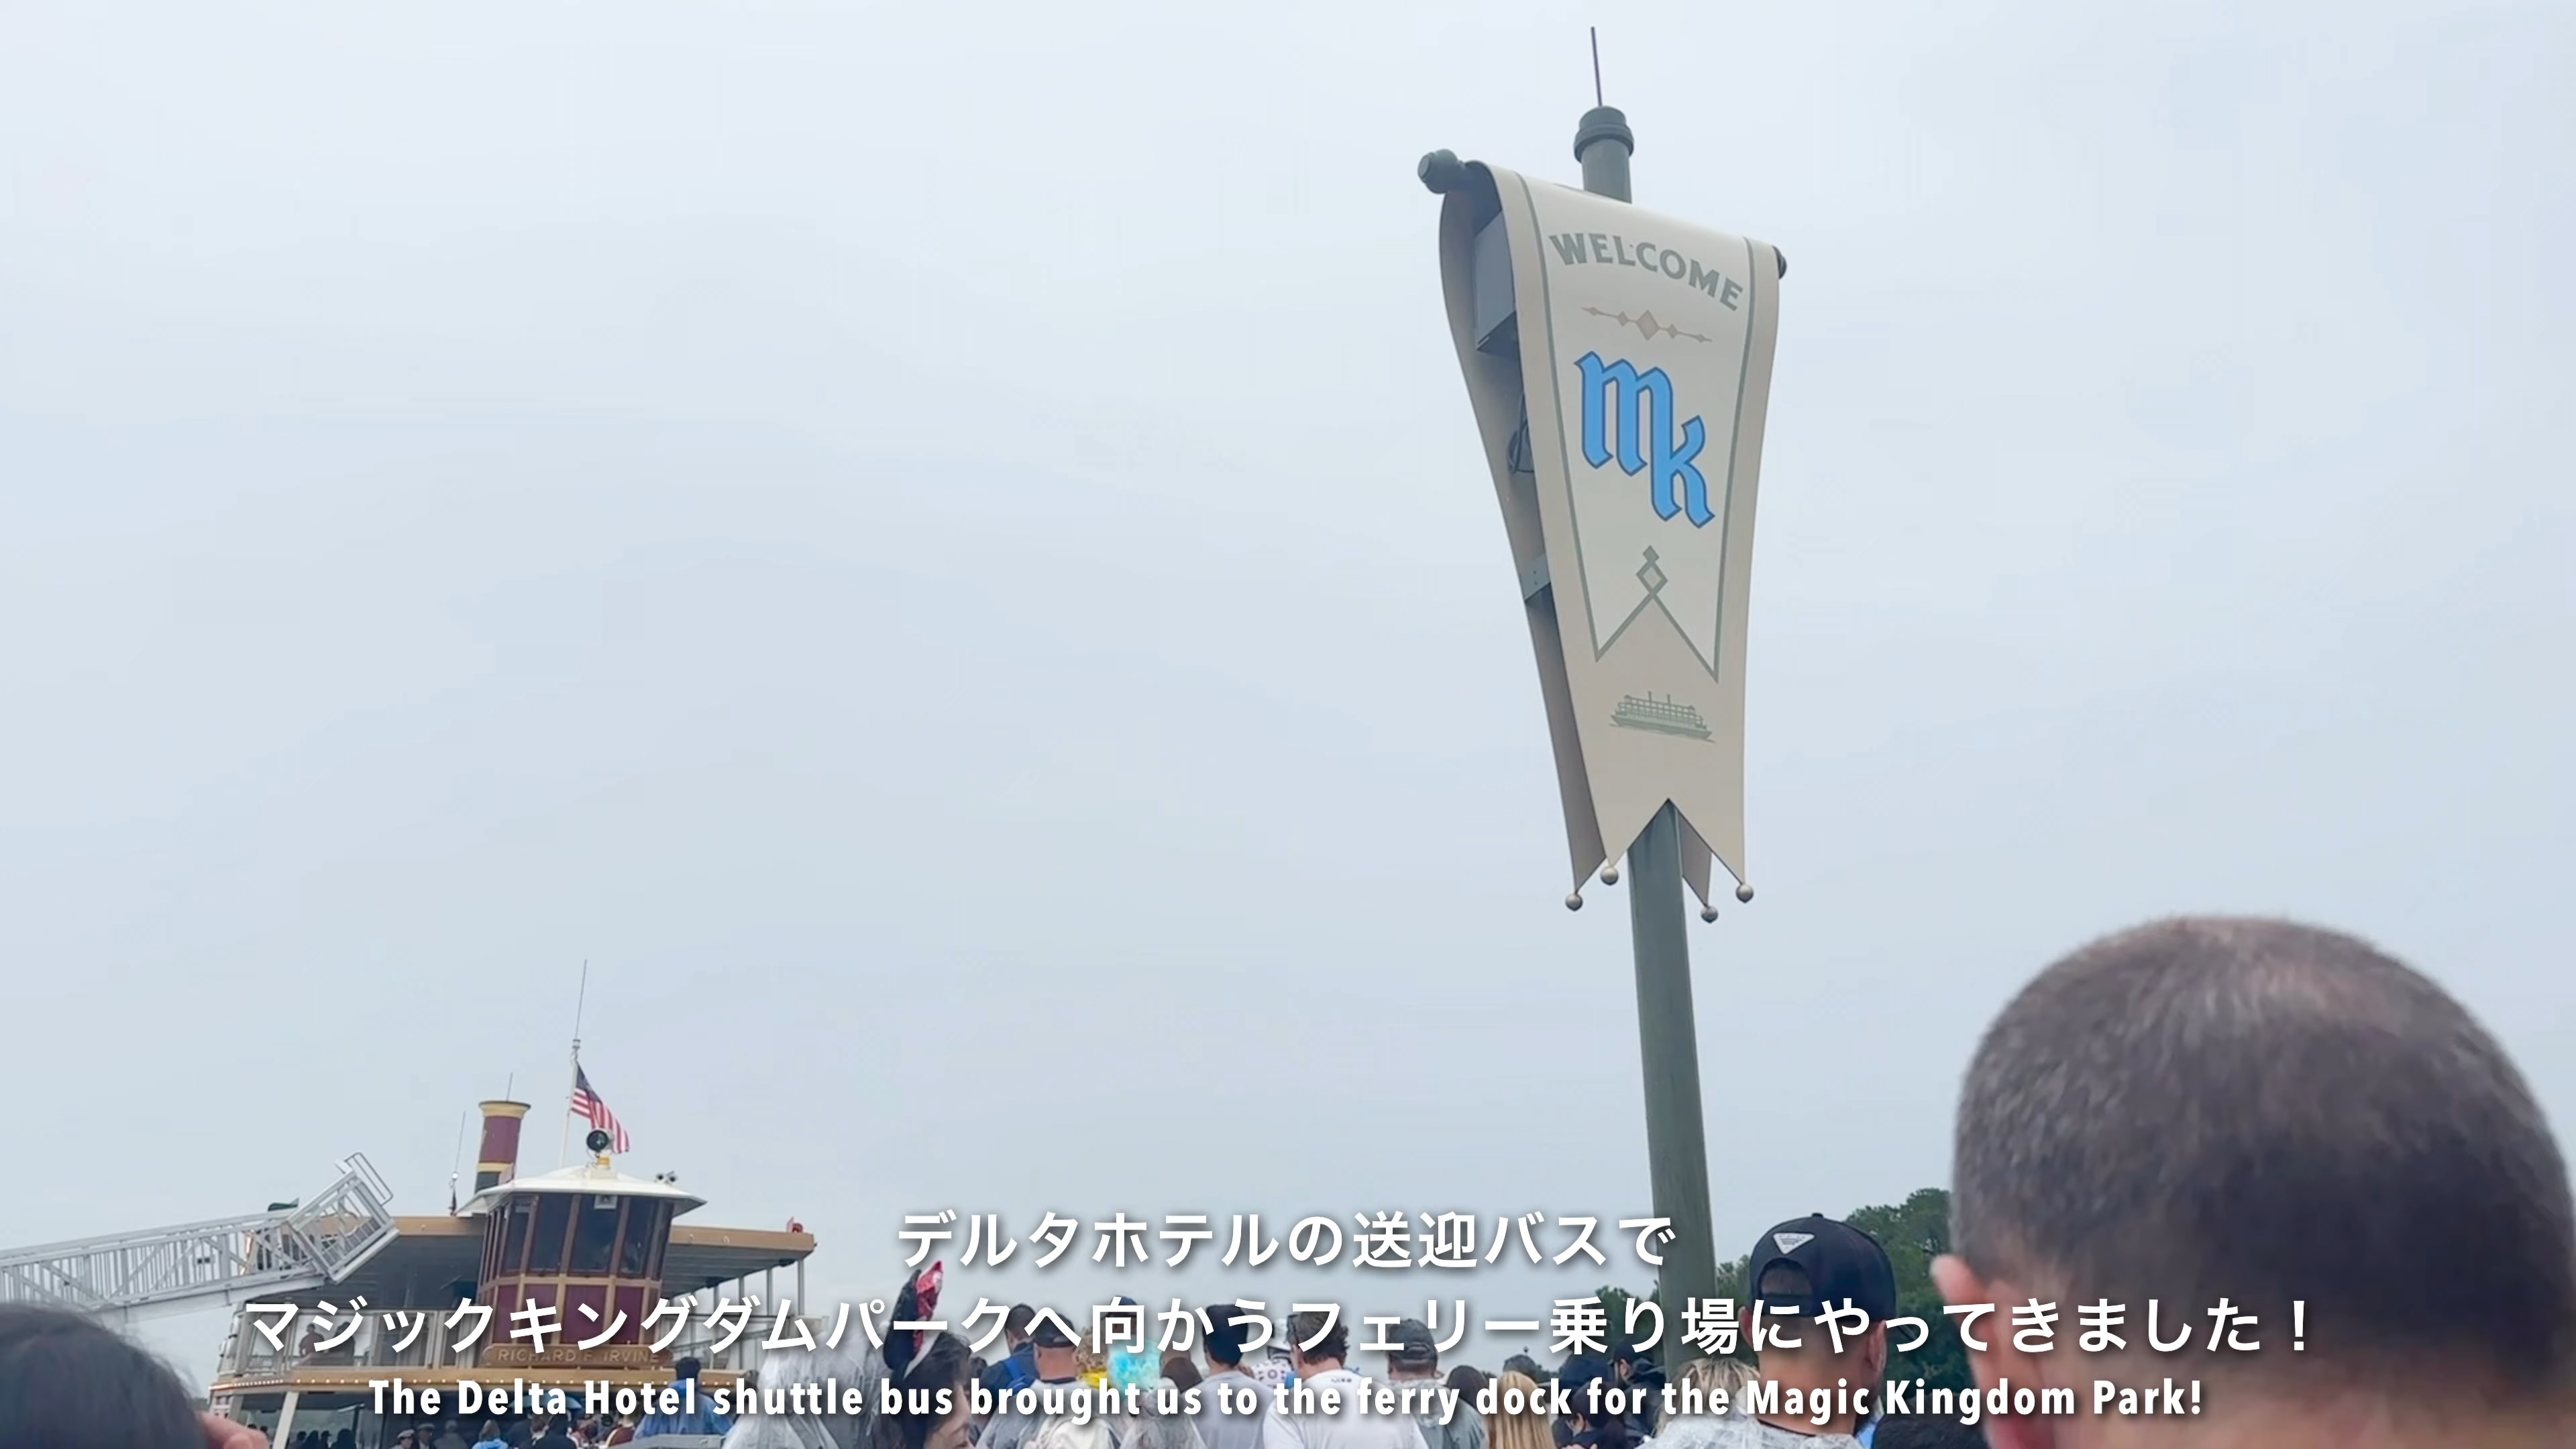 WELCOME
MK
RICHARD F. IRVINE
デルタホテルの送迎バスで
マジックキングダムパークへ向かうフェリー乗り場にやってきました！
The Delta Hotel shuttle bus brought us to the ferry dock for the Magic Kingdom Park!